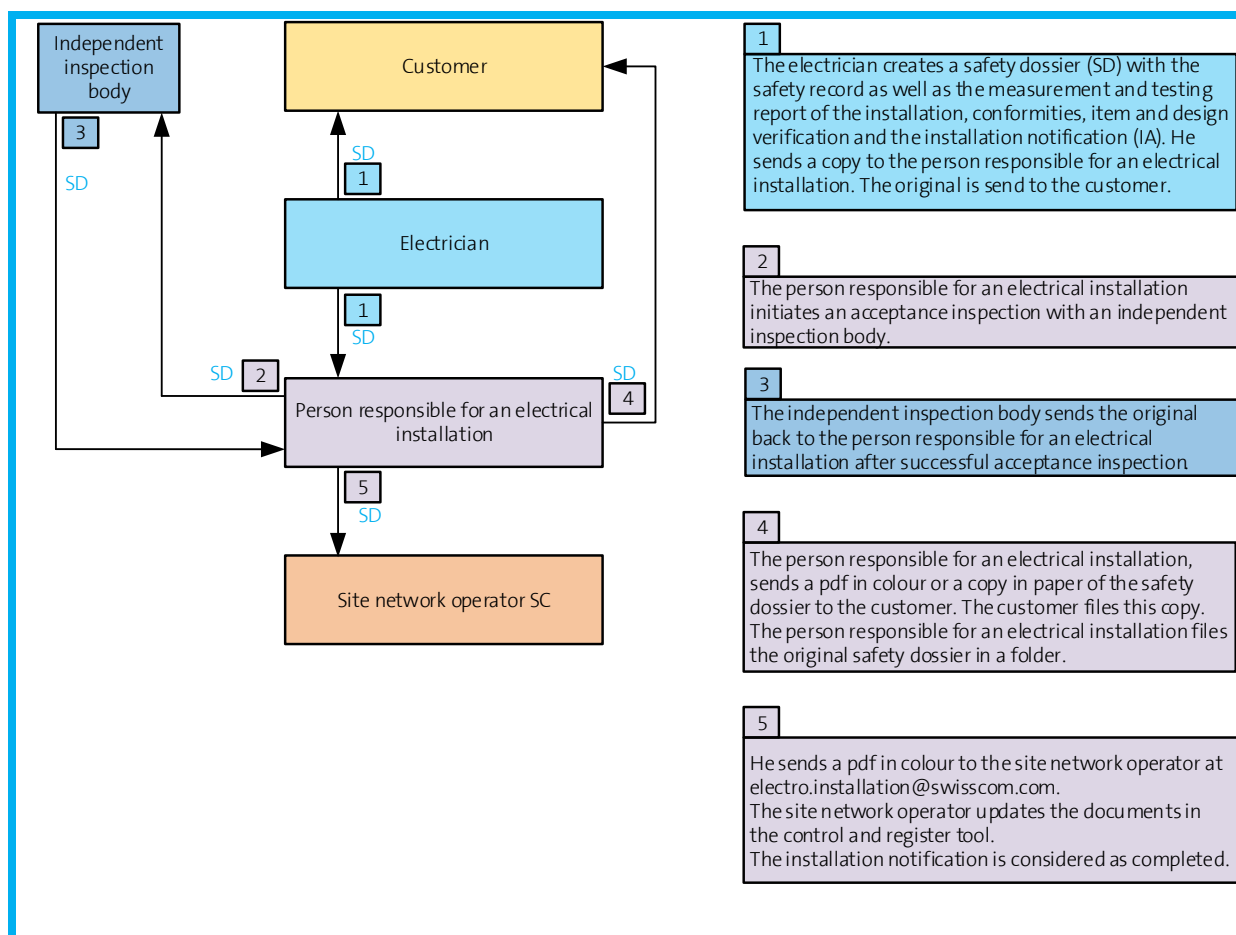 Independent
inspection
body
3
SD
Customer
SD
1
Electrician
1
SD
SD
2
Person responsible for an electrical
installation
SD
4
5
SD
Site network operator SC
1
The electrician creates a safety dossier (SD) with the
safety record as well as the measurement and testing
report of the installation, conformities, item and design
verification and the installation notification (IA). He
sends a copy to the person responsible for an electrical
installation. The original is send to the customer.
2
The person responsible for an electrical installation
initiates an acceptance inspection with an independent
inspection body.
3
The independent inspection body sends the original
back to the person responsible for an electrical
installation after successful acceptance inspection.
4
The person responsible for an electrical installation,
sends a pdf in colour or a copy in paper of the safety
dossier to the customer. The customer files this copy.
The person responsible for an electrical installation files
the original safety dossier in a folder.
5
He sends a pdf in colour to the site network operator at
electro.installation@swisscom.com.
The site network operator updates the documents in
the control and register tool.
The installation notification is considered as completed.